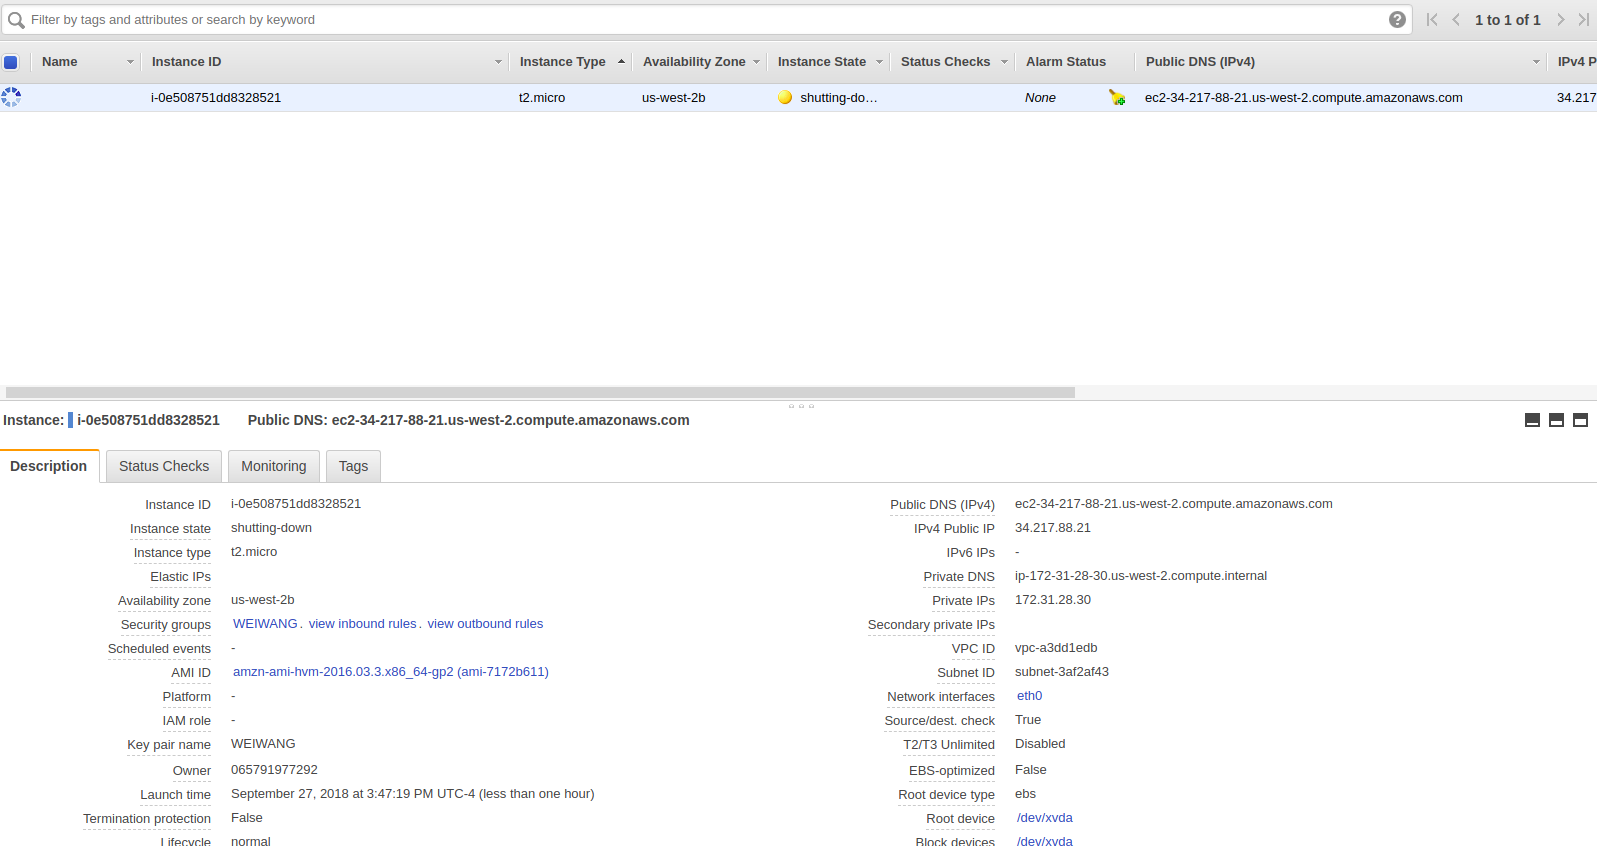 Filter by tags and attributes or search by keyword
1 to 1 of 1
Name Instance ID Instance Type Availability Zone Instance State Status Checks Alarm Status Public DNS (IPv4) IPv4 P
i-0e508751dd8328521 t2.micro us-west-2b shutting-do… None ec2-34-217-88-21.us-west-2.compute.amazonaws.com 34.217
Instance: i-0e508751dd8328521 Public DNS: ec2-34-217-88-21.us-west-2.compute.amazonaws.com
Description Status Checks Monitoring Tags
Instance ID i-0e508751dd8328521 Public DNS (IPv4) ec2-34-217-88-21.us-west-2.compute.amazonaws.com
Instance state shutting-down IPv4 Public IP 34.217.88.21
Instance type t2.micro IPv6 IPs -
Elastic IPs Private DNS ip-172-31-28-30.us-west-2.compute.internal
Availability zone us-west-2b Private IPs 172.31.28.30
Security groups WEIWANG. view inbound rules. view outbound rules Secondary private IPs
Scheduled events - VPC ID vpc-a3dd1edb
AMI ID amzn-ami-hvm-2016.03.3.x86_64-gp2 (ami-7172b611) Subnet ID subnet-3af2af43
Platform - Network interfaces eth0
IAM role - Source/dest. check True
Key pair name WEIWANG T2/T3 Unlimited Disabled
Owner 065791977292 EBS-optimized False
Launch time September 27, 2018 at 3:47:19 PM UTC-4 (less than one hour) Root device type ebs
Termination protection False Root device /dev/xvda
Lifecycle normal Block devices /dev/xvda